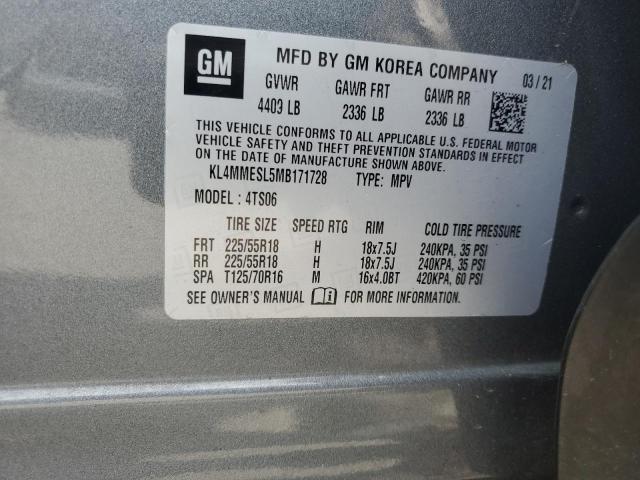 GM
MFD BY GM KOREA COMPANY 03/21
GVWR GAWR FRT GAWR RR
4409 LB 2336 LB 2336 LB
THIS VEHICLE CONFORMS TO ALL APPLICABLE U.S. FEDERAL MOTOR
VEHICLE SAFETY AND THEFT PREVENTION STANDARDS IN EFFECT
ON THE DATE OF MANUFACTURE SHOWN ABOVE.
KL4MMESL5MB171728 TYPE: MPV
MODEL: 4TS06
TIRE SIZE SPEED RTG RIM COLD TIRE PRESSURE
FRT 225/55R18 H 18x7.5J 240KPA, 35 PSI
RR 225/55R18 H 18x7.5J 240KPA, 35 PSI
SPA T125/70R16 M 16x4.0BT 420KPA, 60 PSI
SEE OWNER'S MANUAL FOR MORE INFORMATION.